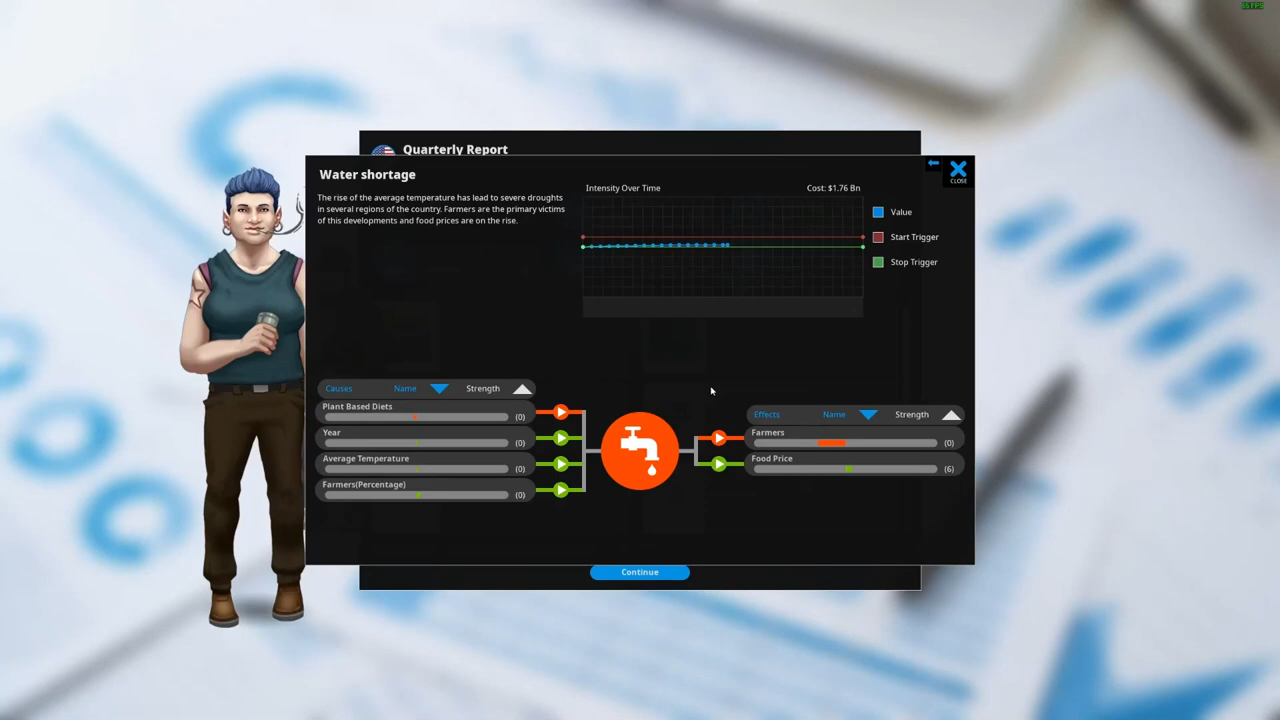 Quarterly Report
Water shortage
CLOSE
The rise of the average temperature has lead to severe droughts
in several regions of the country. Farmers are the primary victims
of this developments and food prices are on the rise.
Intensity Over Time
Cost: $1.76 Bn
Value
Start Trigger
Stop Trigger
Causes Name Strength
Plant Based Diets
(0)
Year
(0)
Average Temperature
(0)
Farmers(Percentage)
(0)
Effects Name Strength
Farmers
(0)
Food Price
(6)
Continue